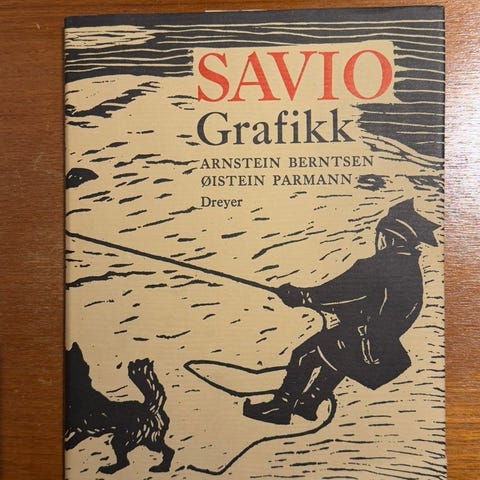 SAVIO
Grafikk
ARNSTEIN BERNTSEN
ØISTEIN PARMANN
Dreyer